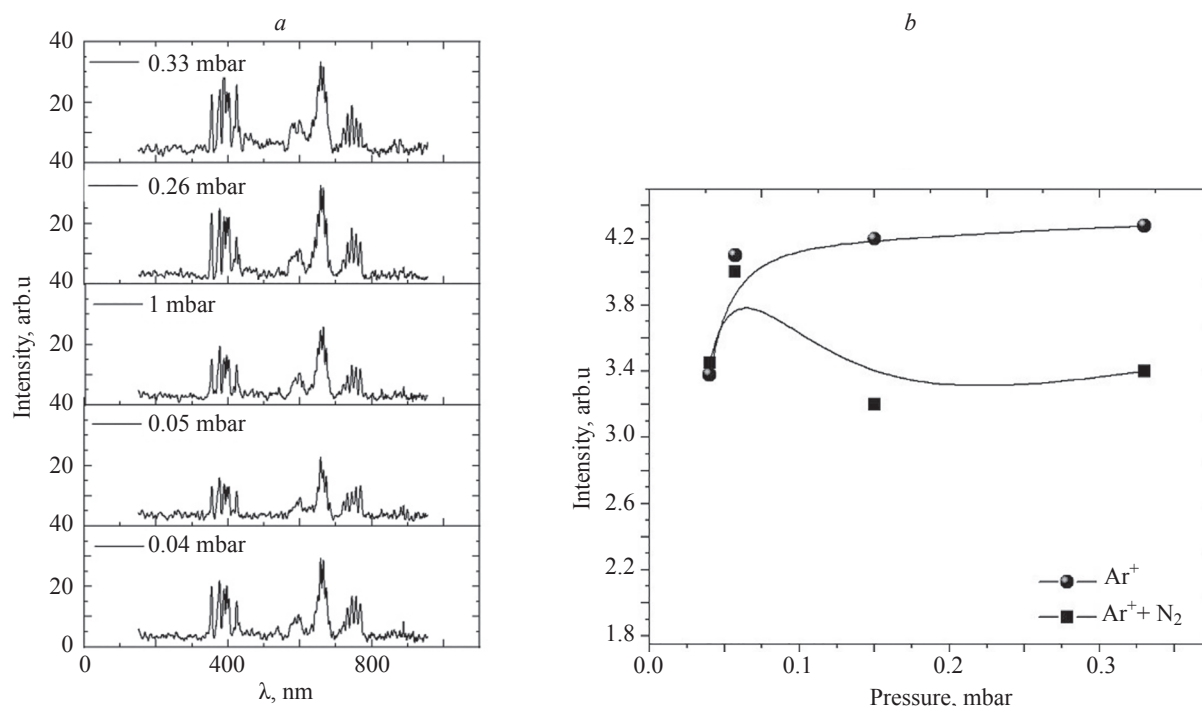 a
40
0.33 mbar
20
40
0.26 mbar
20
40
1 mbar
20
40
0.05 mbar
20
40
0.04 mbar
20
0
0
400
800
Intensity, arb.u
λ, nm
b
4.2
3.8
3.4
3.0
2.6
2.2
1.8
0.0
0.1
0.2
0.3
Intensity, arb.u
Pressure, mbar
Ar⁺
Ar⁺+ N₂